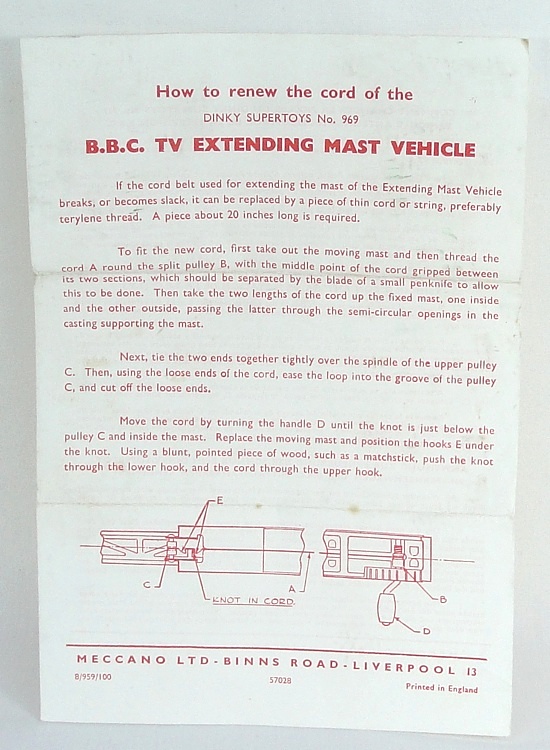 How to renew the cord of the
DINKY SUPERTOYS No. 969
B.B.C. TV EXTENDING MAST VEHICLE
If the cord belt used for extending the mast of the Extending Mast Vehicle
breaks, or becomes slack, it can be replaced by a piece of thin cord or string, preferably
terylene thread. A piece about 20 inches long is required.
To fit the new cord, first take out the moving mast and then thread the
cord A round the split pulley B, with the middle point of the cord gripped between
its two sections, which should be separated by the blade of a small penknife to allow
this to be done. Then take the two lengths of the cord up the fixed mast, one inside
and the other outside, passing the latter through the semi-circular openings in the
casting supporting the mast.
Next, tie the two ends together tightly over the spindle of the upper pulley
C. Then, using the loose ends of the cord, ease the loop into the groove of the pulley
C, and cut off the loose ends.
Move the cord by turning the handle D until the knot is just below the
pulley C and inside the mast. Replace the moving mast and position the hooks E under
the knot. Using a blunt, pointed piece of wood, such as a matchstick, push the knot
through the lower hook, and the cord through the upper hook.
E
C
A
B
KNOT IN CORD.
D
MECCANO LTD - BINNS ROAD - LIVERPOOL 13
8/959/100
57028
Printed in England